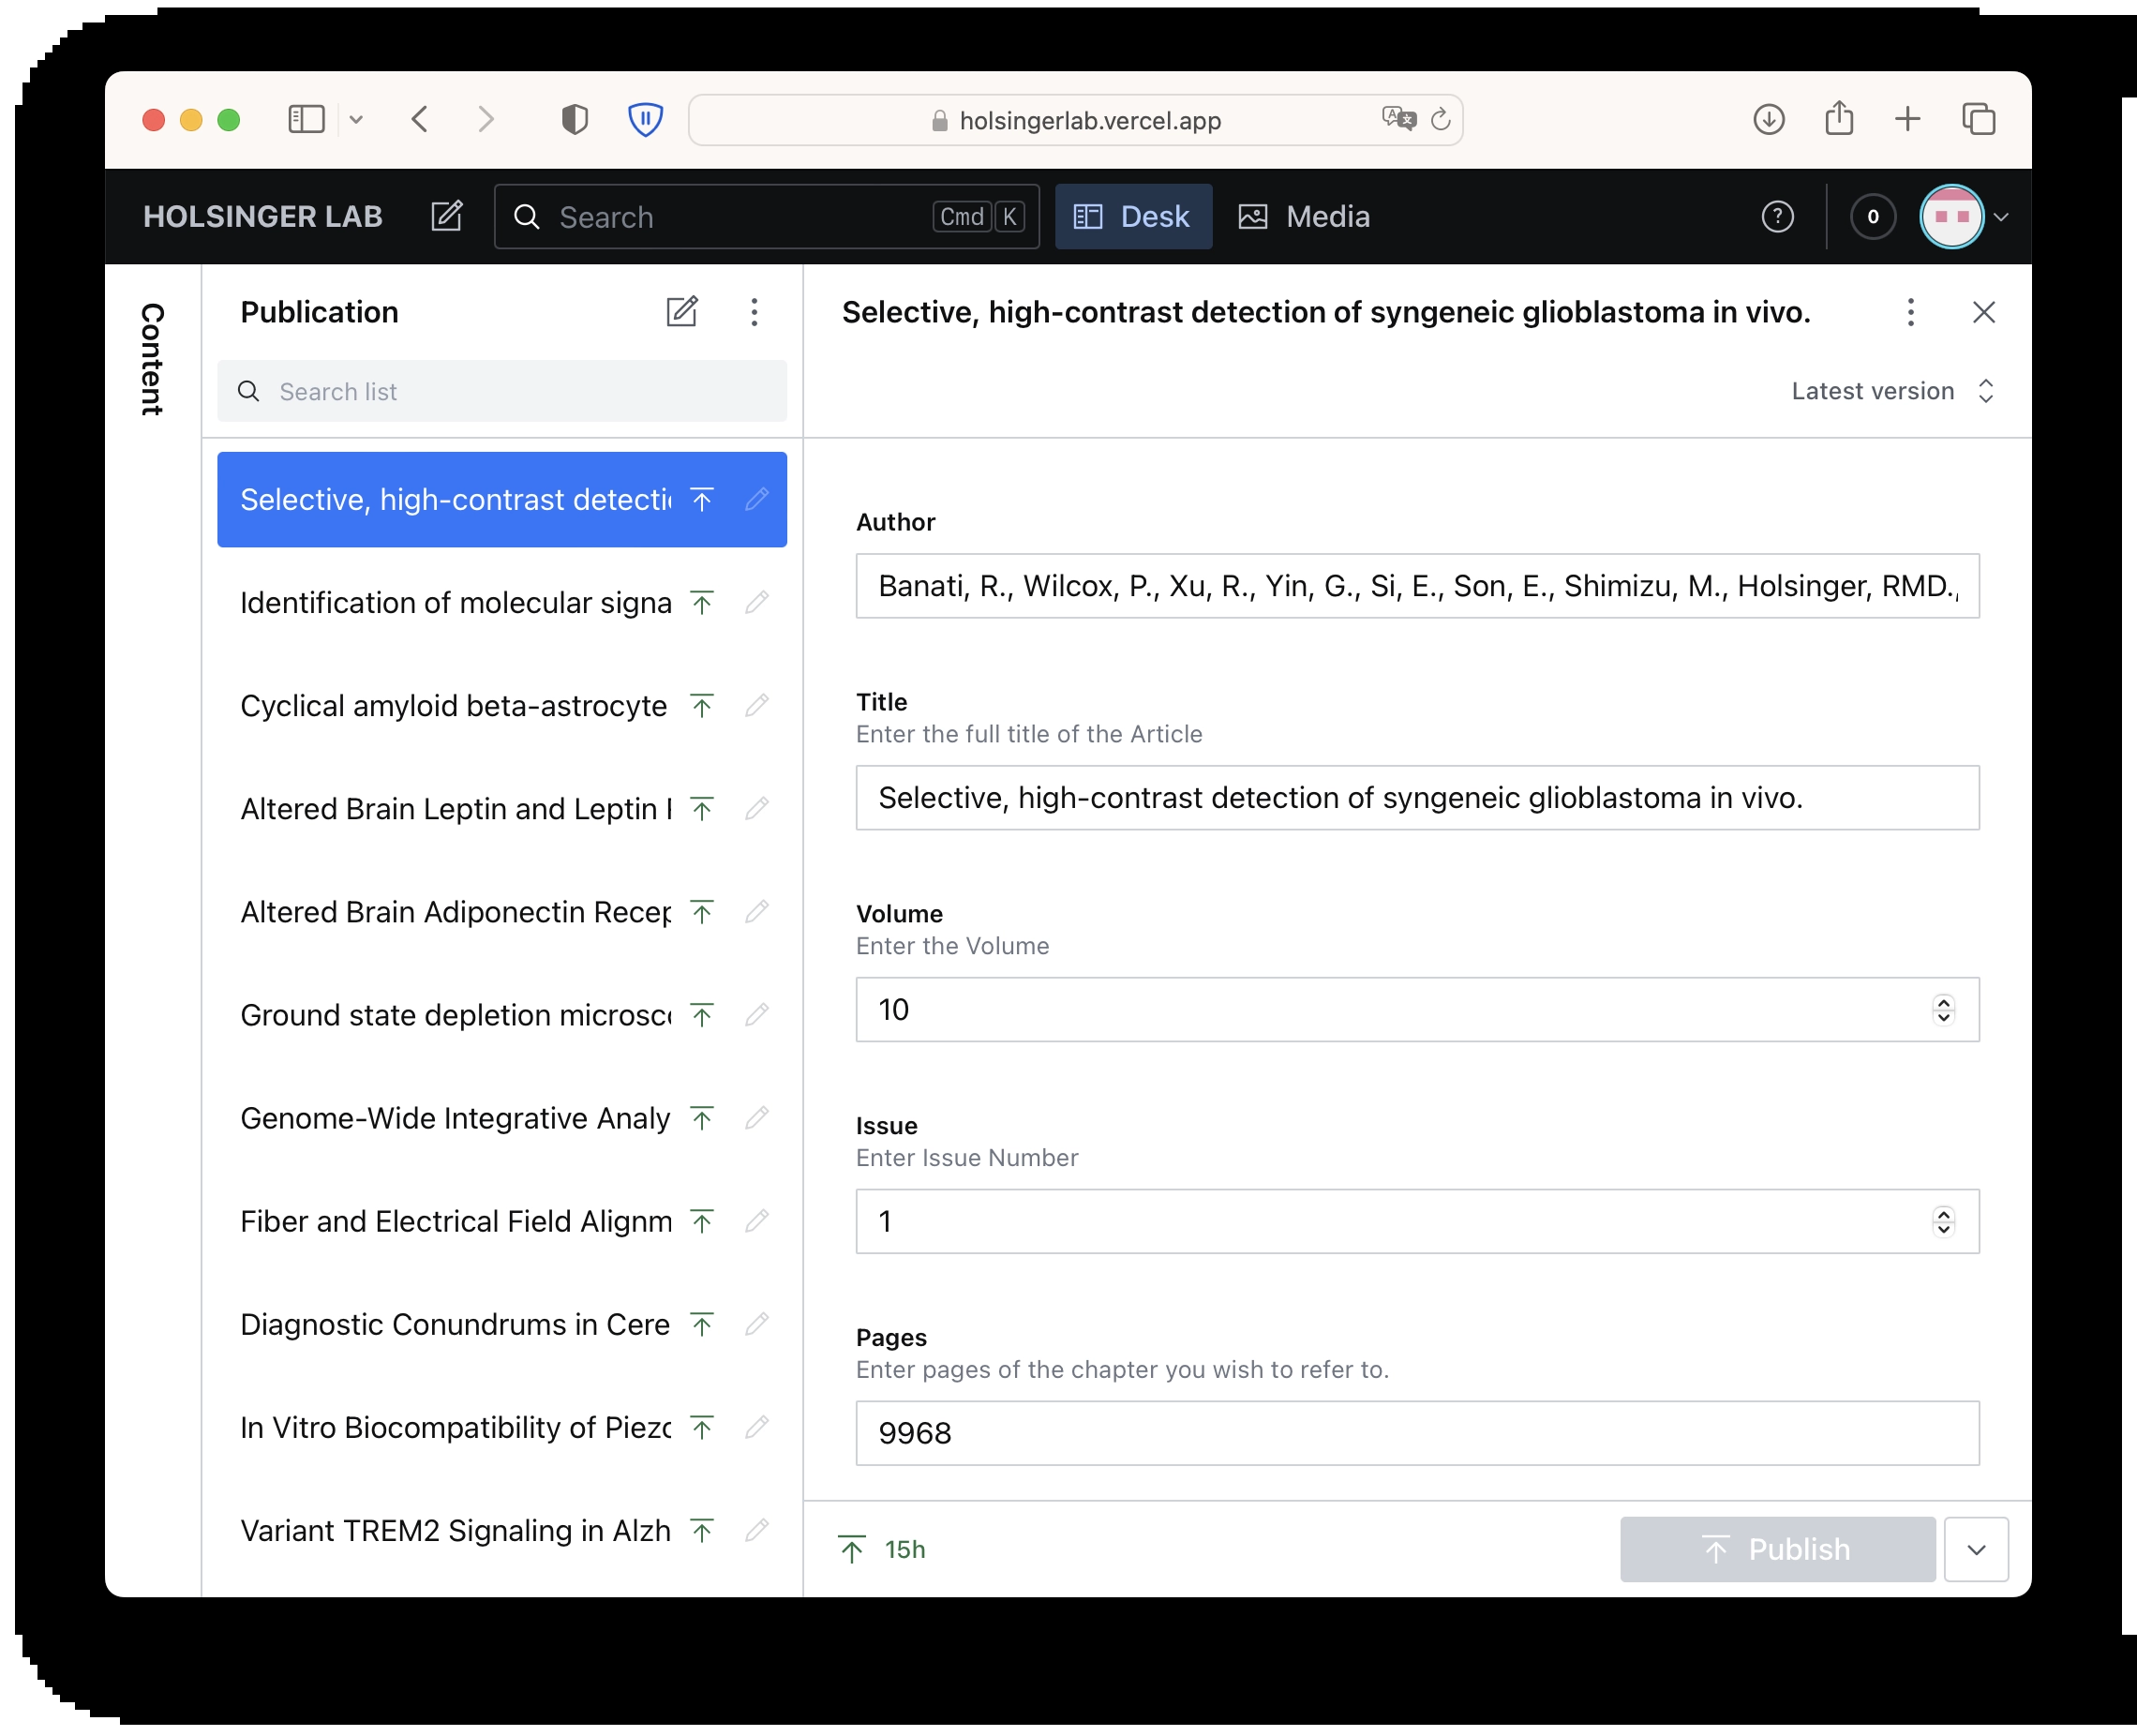 holsingerlab.vercel.app
HOLSINGER LAB
Search
Cmd K
Desk
Media
0
Content
Publication
Search list
Selective, high-contrast detecti
Identification of molecular signa
Cyclical amyloid beta-astrocyte
Altered Brain Leptin and Leptin
Altered Brain Adiponectin Recep
Ground state depletion microsc
Genome-Wide Integrative Analy
Fiber and Electrical Field Alignm
Diagnostic Conundrums in Cere
In Vitro Biocompatibility of Piezo
Variant TREM2 Signaling in Alzh
Selective, high-contrast detection of syngeneic glioblastoma in vivo.
Latest version
Author
Banati, R., Wilcox, P., Xu, R., Yin, G., Si, E., Son, E., Shimizu, M., Holsinger, RMD.,
Title
Enter the full title of the Article
Selective, high-contrast detection of syngeneic glioblastoma in vivo.
Volume
Enter the Volume
10
Issue
Enter Issue Number
1
Pages
Enter pages of the chapter you wish to refer to.
9968
15h
Publish